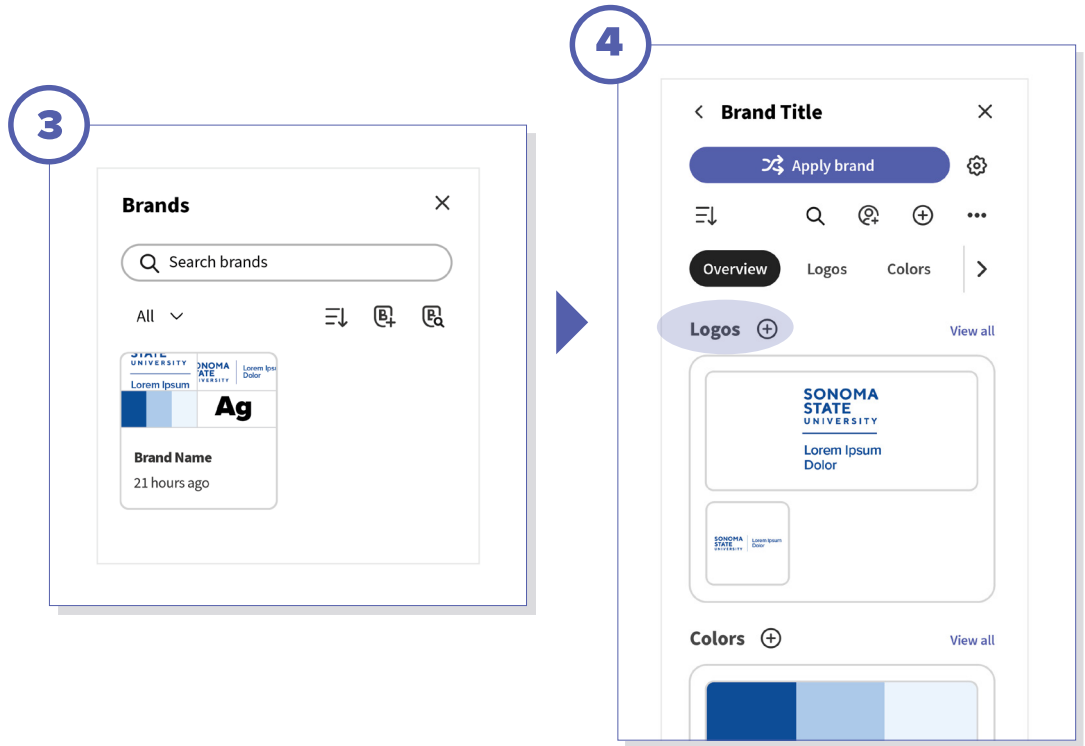 3
Brands
Search brands
All
B
B
STATE
UNIVERSITY
Lorem Ipsum
Lorem
Dolor
Ag
Brand Name
21 hours ago
4
Brand Title
Apply brand
Overview
Logos
Colors
Logos
View all
SONOMA
STATE
UNIVERSITY
Lorem Ipsum
Dolor
SONOMA
STATE
UNIVERSITY
Lorem Ipsum
Dolor
Colors
View all